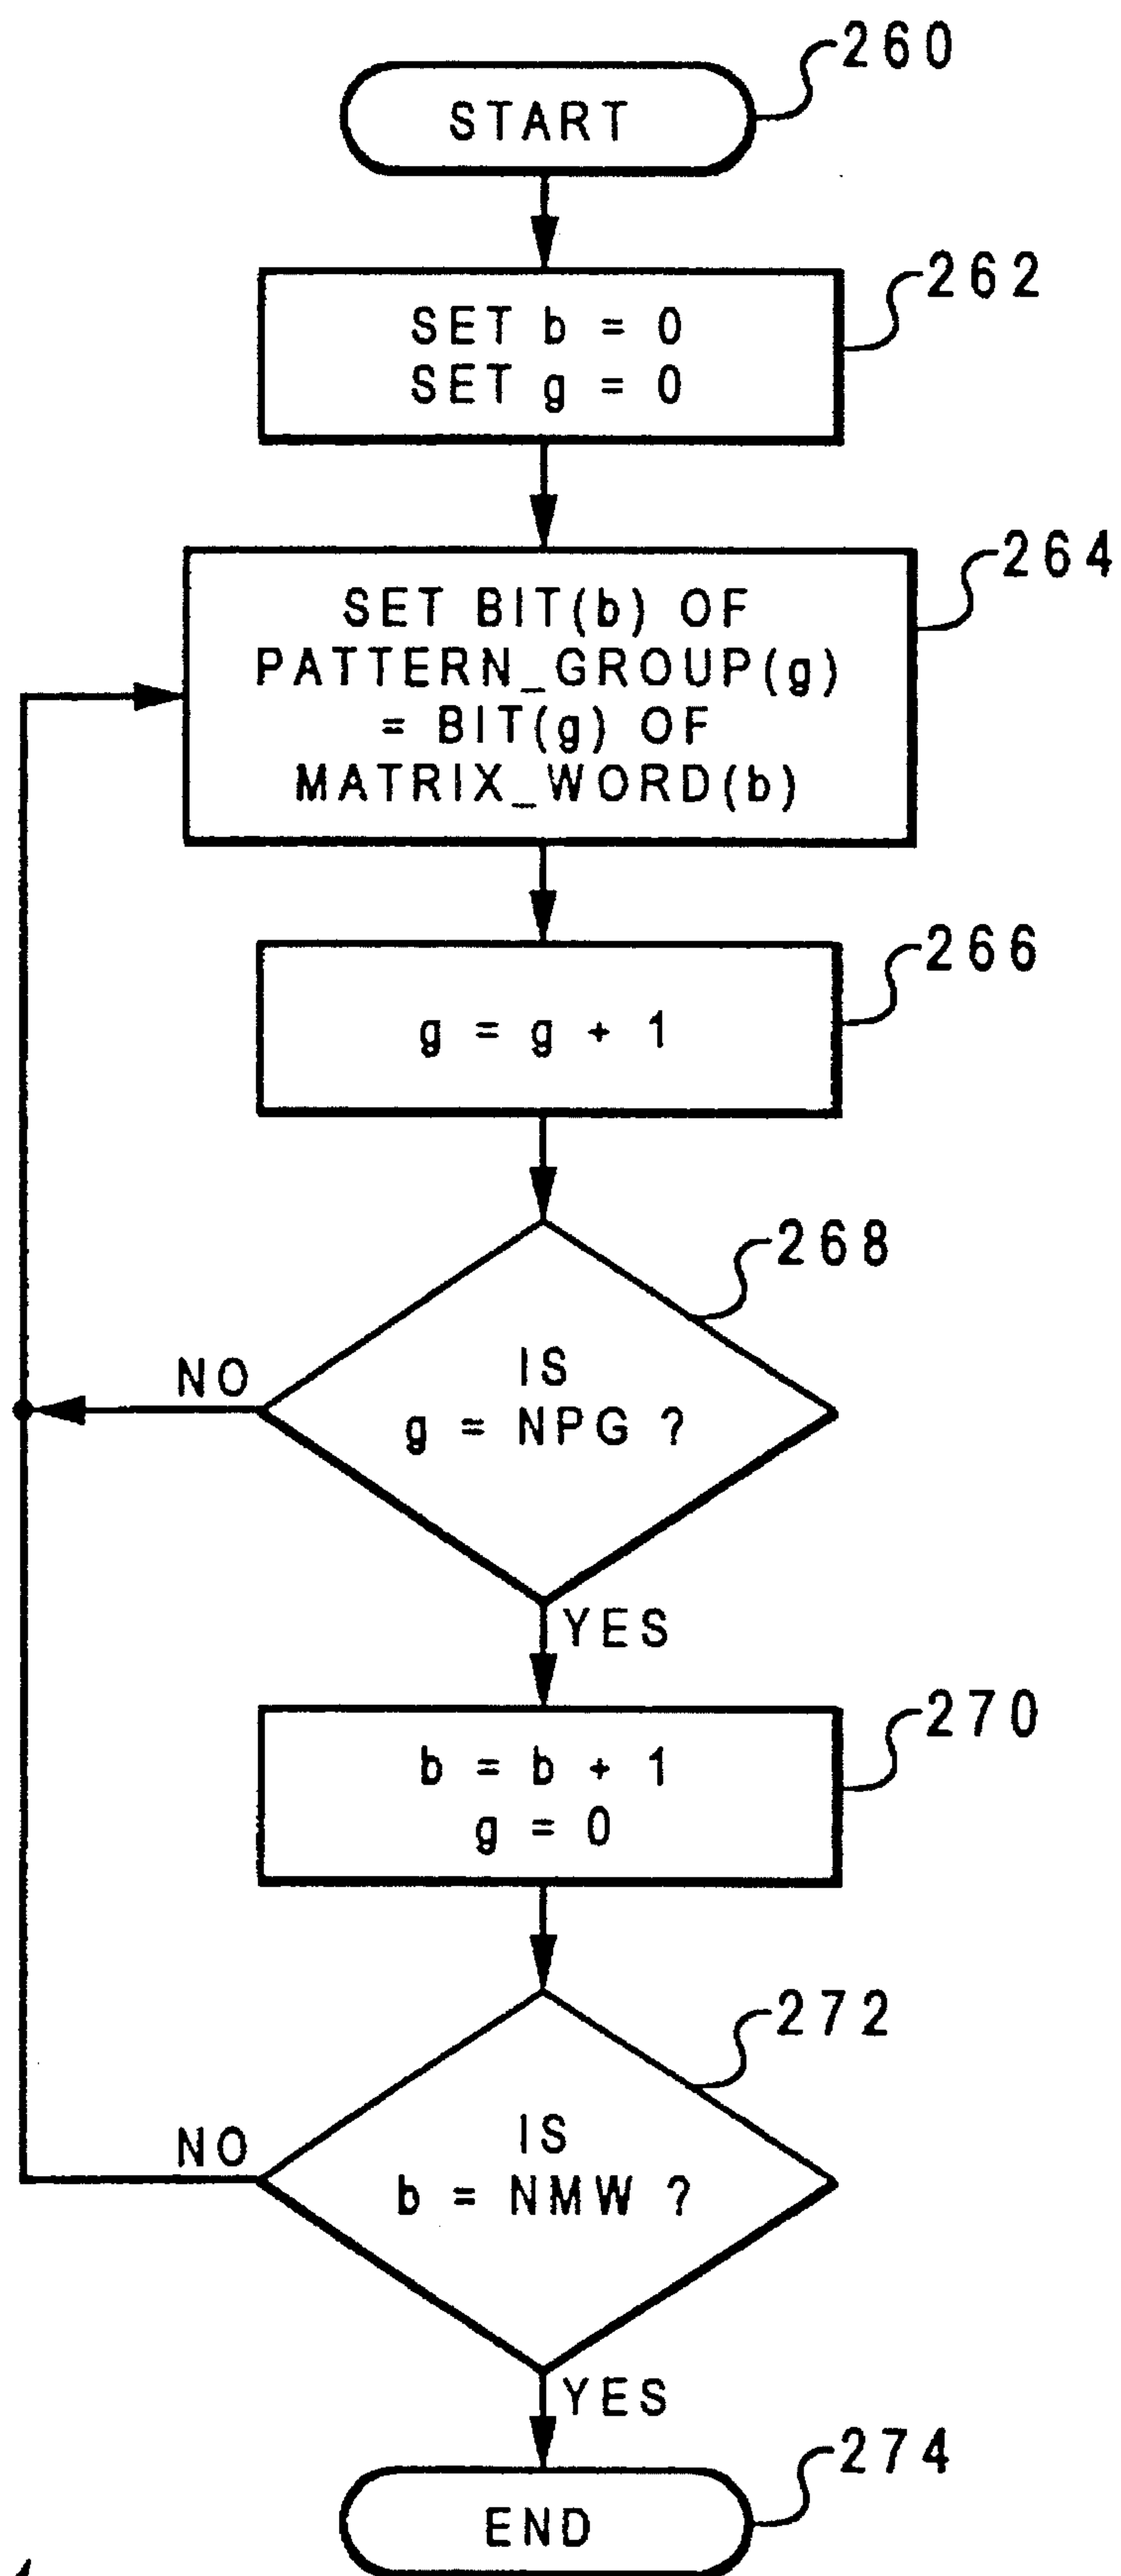 260
START
262
SET b = 0
SET g = 0
264
SET BIT(b) OF
PATTERN_GROUP(g)
= BIT(g) OF
MATRIX_WORD(b)
266
g = g + 1
268
IS
g = NPG ?
NO
YES
270
b = b + 1
g = 0
272
IS
b = NMW ?
NO
YES
274
END